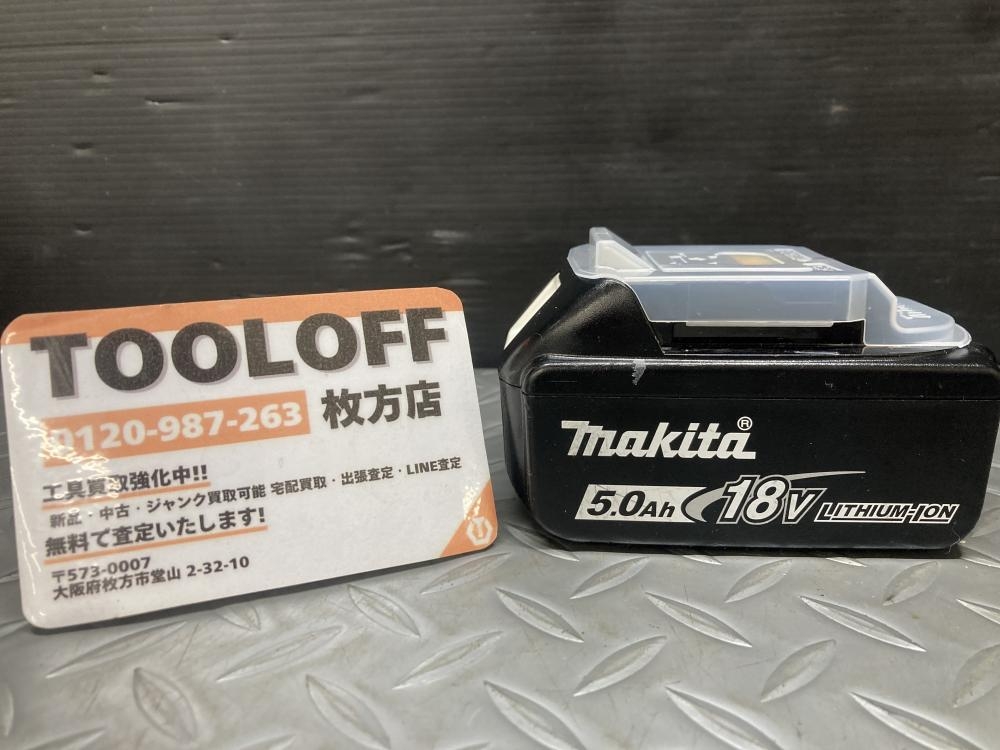 TOOLOFF
0120-987-263 枚方店
工具買取強化中!!
新品・中古・ジャンク買取可能 宅配買取・出張査定・LINE査定
無料で査定いたします!
〒573-0007
大阪府枚方市堂山 2-32-10
makita®
5.0Ah 18V LITHIUM-ION